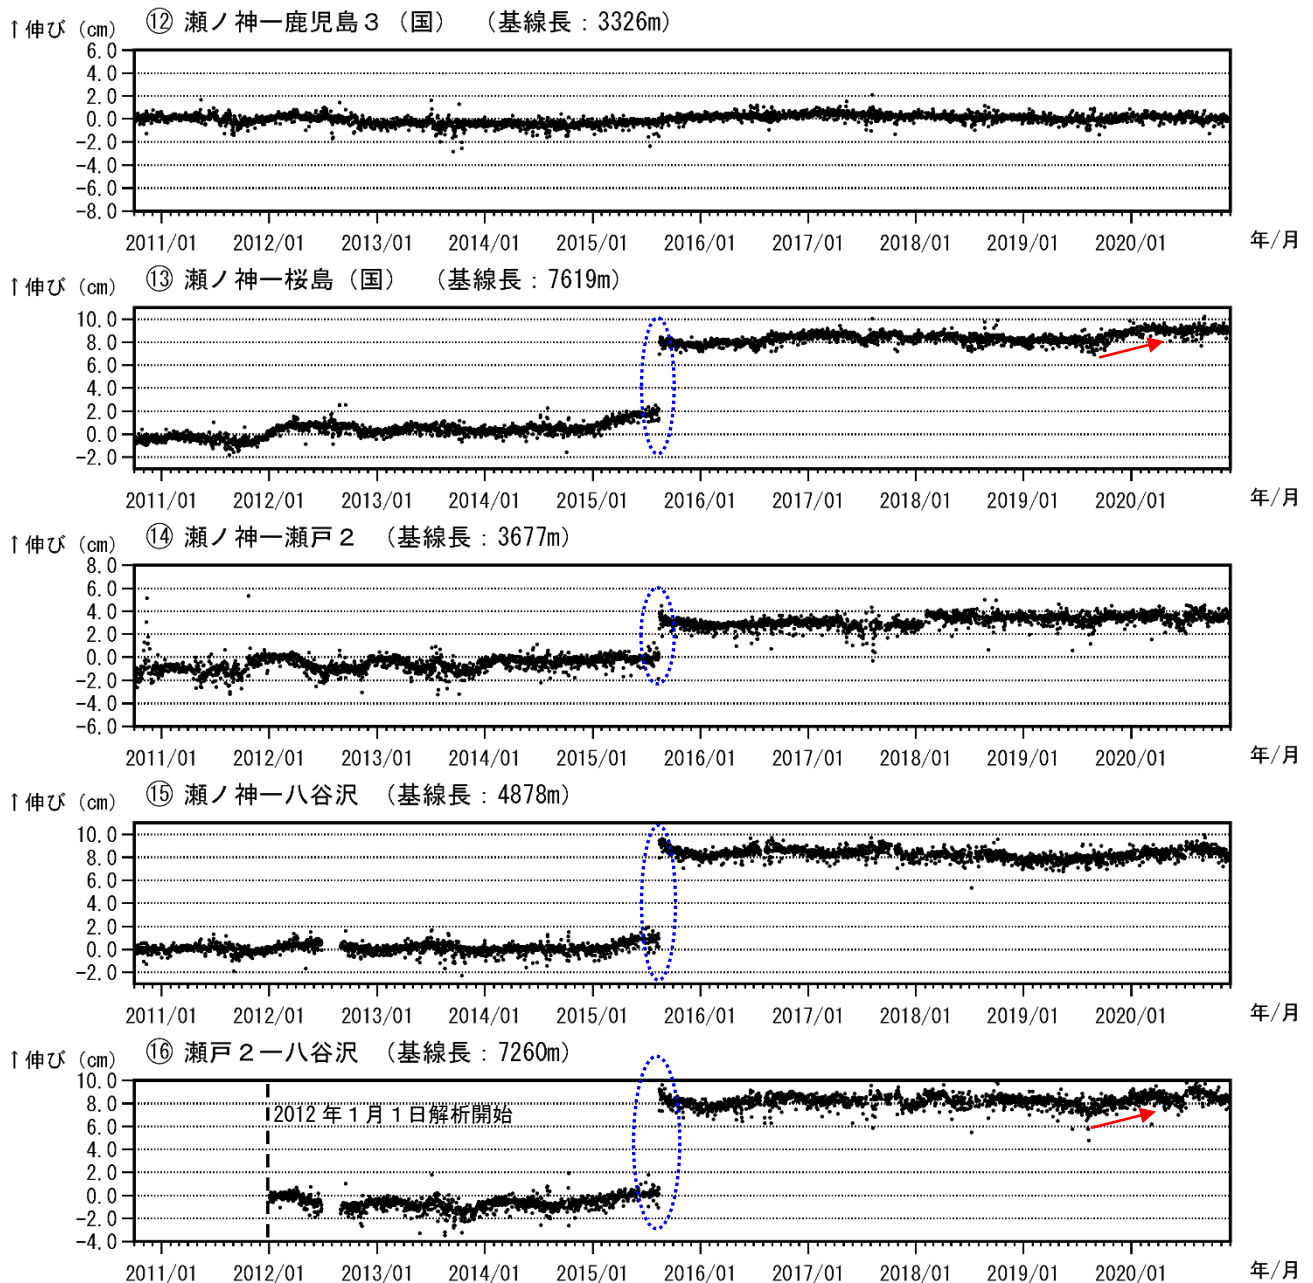 ⑫ 瀬ノ神ー鹿児島３（国） （基線長：3326m）
↑伸び（㎝）
6.0
4.0
2.0
0.0
-2.0
-4.0
-6.0
-8.0
2011/01 2012/01 2013/01 2014/01 2015/01 2016/01 2017/01 2018/01 2019/01 2020/01 年/月
⑬ 瀬ノ神ー桜島（国） （基線長：7619m）
↑伸び（㎝）
10.0
8.0
6.0
4.0
2.0
0.0
-2.0
2011/01 2012/01 2013/01 2014/01 2015/01 2016/01 2017/01 2018/01 2019/01 2020/01 年/月
⑭ 瀬ノ神ー瀬戸２ （基線長：3677m）
↑伸び（㎝）
8.0
6.0
4.0
2.0
0.0
-2.0
-4.0
-6.0
2011/01 2012/01 2013/01 2014/01 2015/01 2016/01 2017/01 2018/01 2019/01 2020/01 年/月
⑮ 瀬ノ神ー八谷沢 （基線長：4878m）
↑伸び（㎝）
10.0
8.0
6.0
4.0
2.0
0.0
-2.0
2011/01 2012/01 2013/01 2014/01 2015/01 2016/01 2017/01 2018/01 2019/01 2020/01 年/月
⑯ 瀬戸２ー八谷沢 （基線長：7260m）
↑伸び（㎝）
10.0
8.0
6.0
4.0
2.0
0.0
-2.0
-4.0
2012年１月１日解析開始
2011/01 2012/01 2013/01 2014/01 2015/01 2016/01 2017/01 2018/01 2019/01 2020/01 年/月